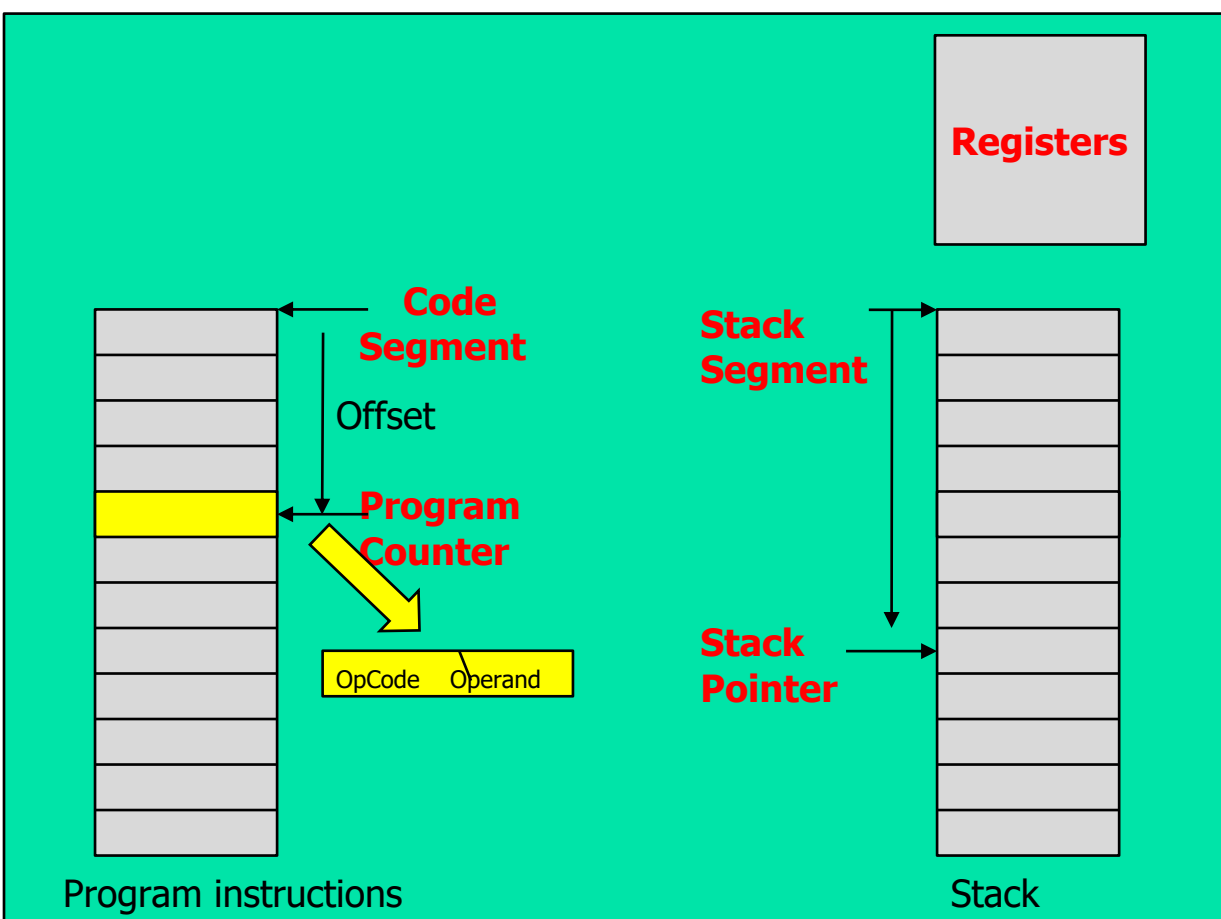 Registers
Code
Segment
Offset
Program
Counter
OpCode Operand
Program instructions
Stack
Segment
Stack
Pointer
Stack